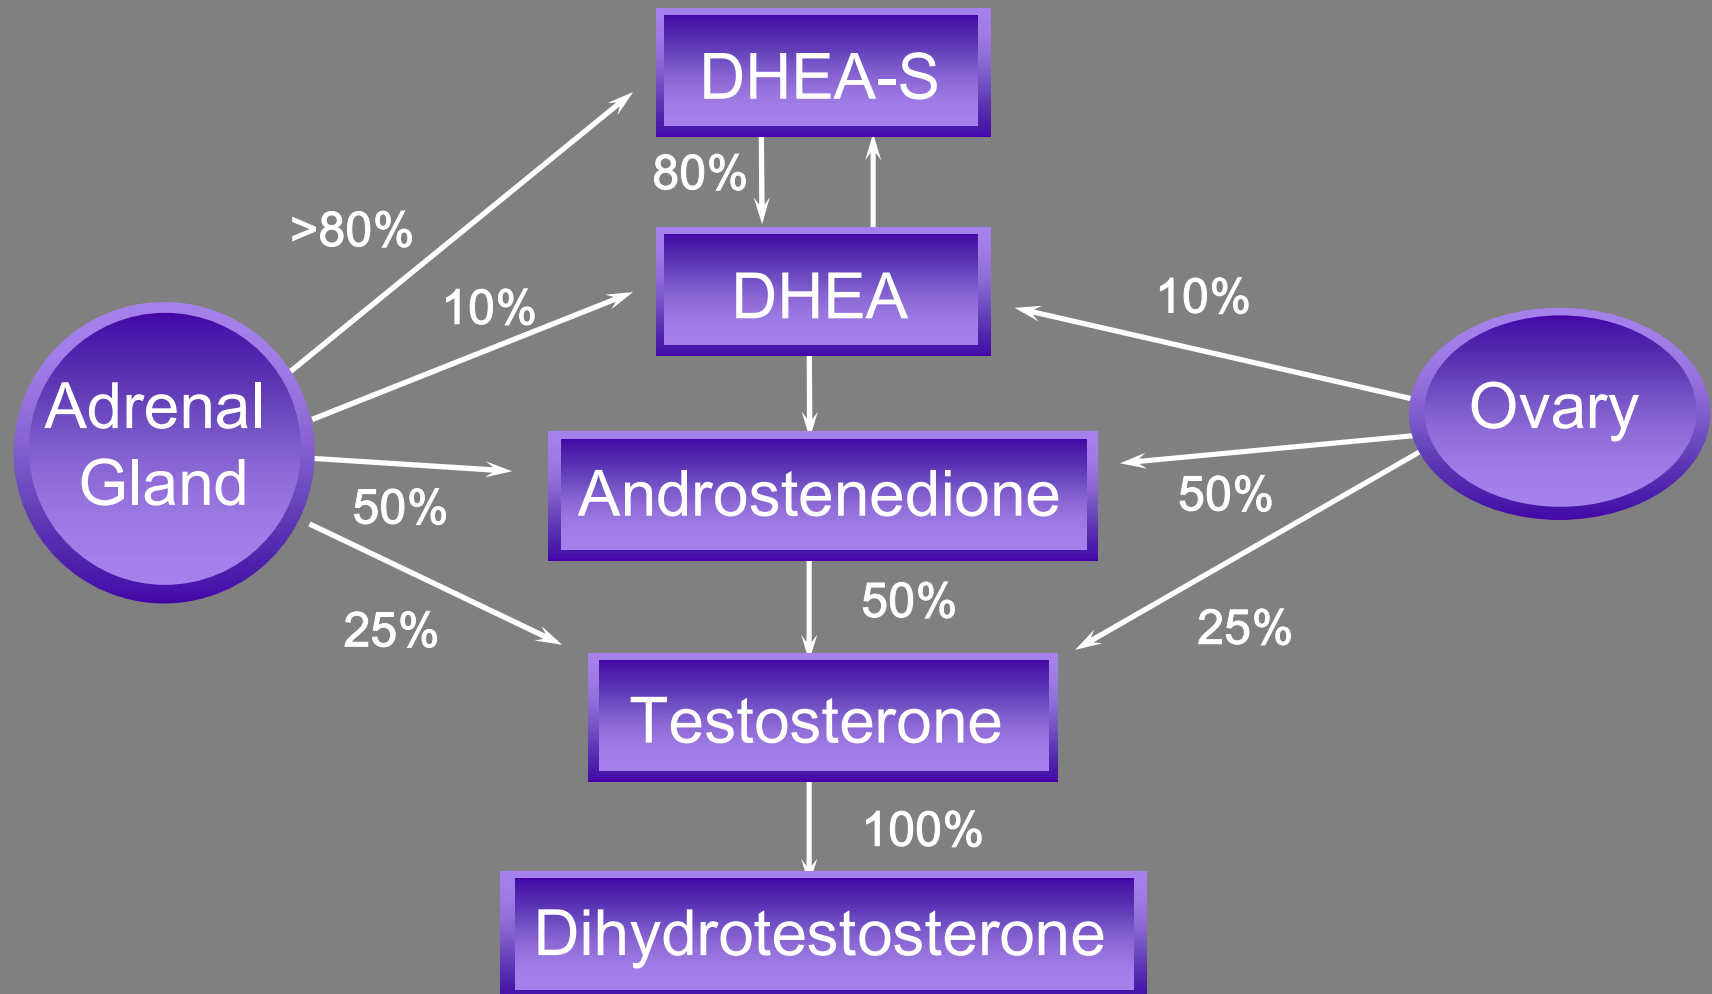 DHEA-S
80%
>80%
DHEA
10%
10%
Adrenal
Gland
Ovary
Androstenedione
50%
50%
50%
25%
25%
Testosterone
100%
Dihydrotestosterone